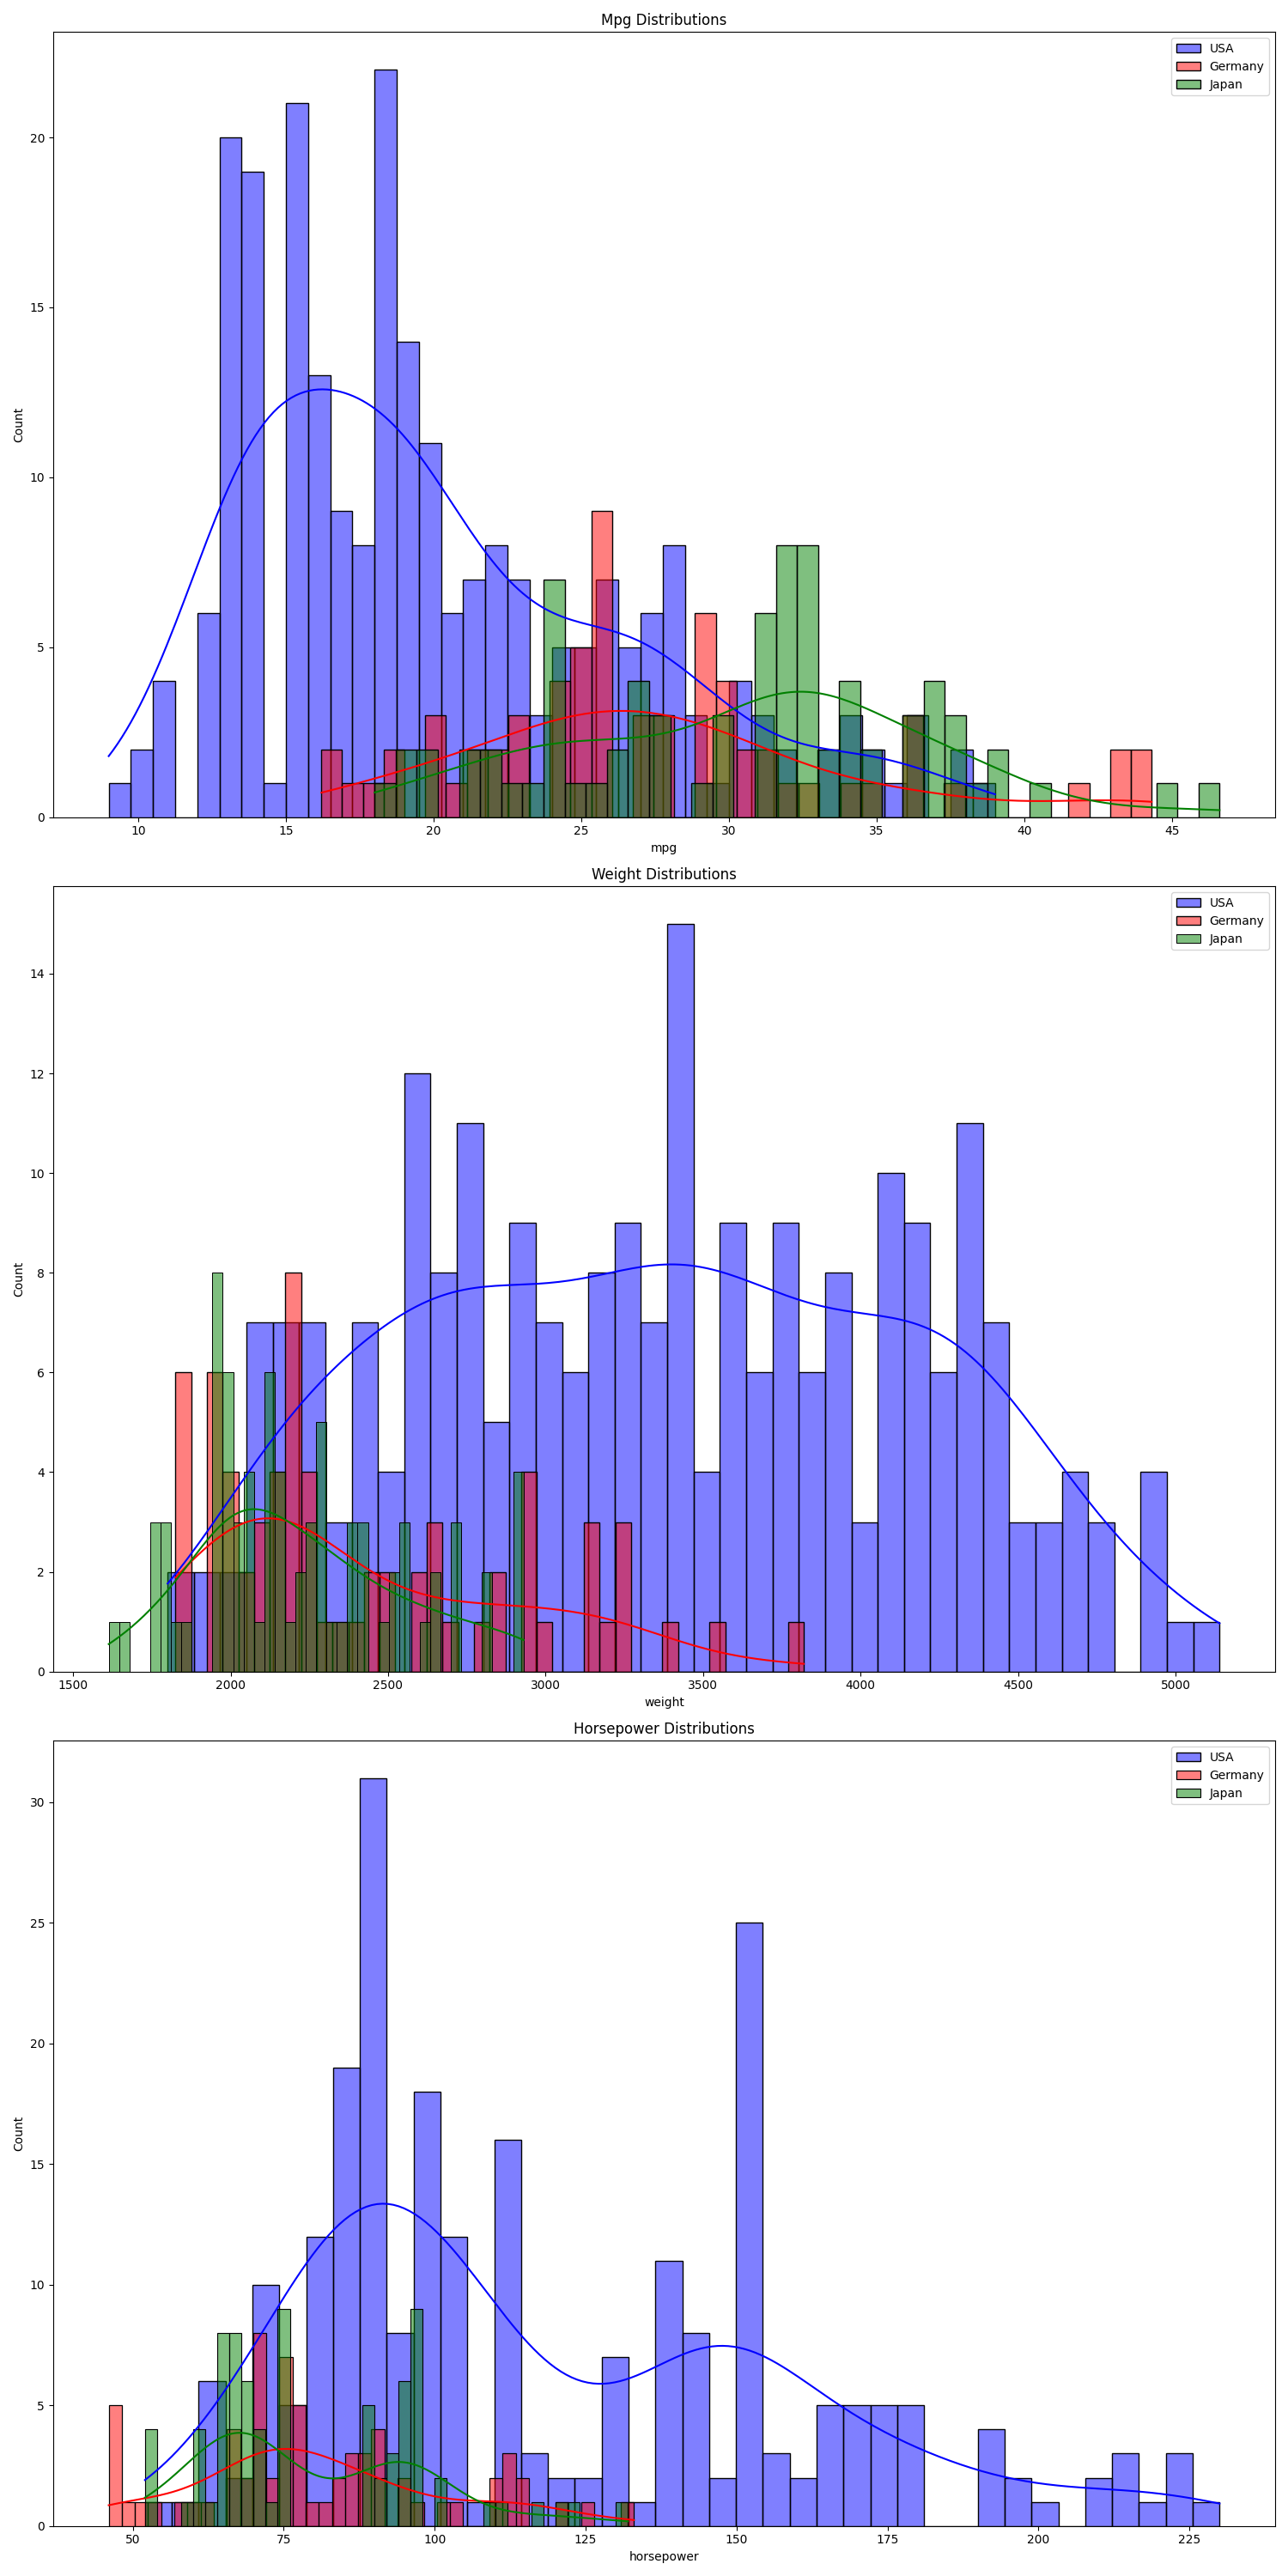 Mpg Distributions
USA
Germany
Japan
Count
20
15
10
5
0
10 15 20 25 30 35 40 45
mpg
Weight Distributions
USA
Germany
Japan
Count
14
12
10
8
6
4
2
0
1500 2000 2500 3000 3500 4000 4500 5000
weight
Horsepower Distributions
USA
Germany
Japan
Count
30
25
20
15
10
5
0
50 75 100 125 150 175 200 225
horsepower